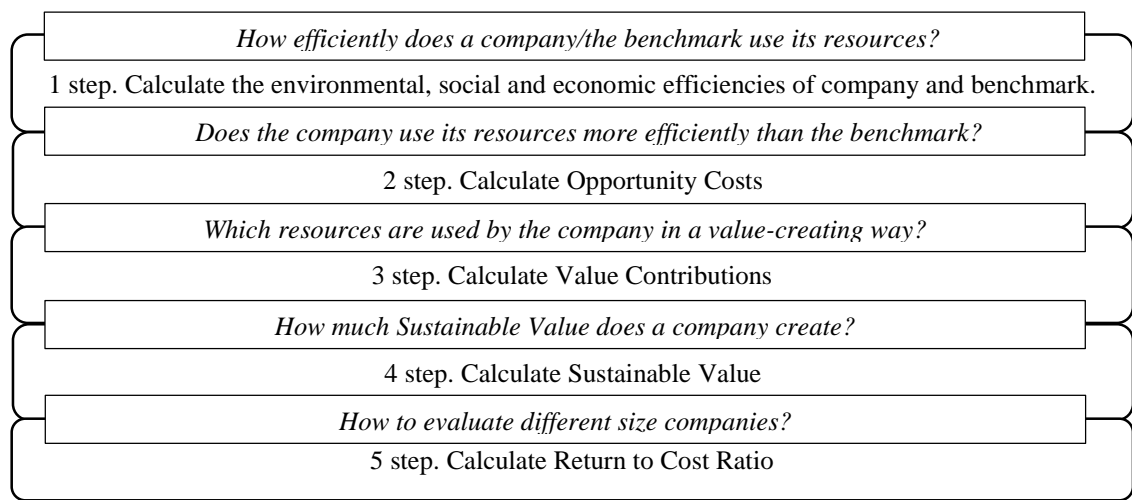 How efficiently does a company/the benchmark use its resources?
1 step. Calculate the environmental, social and economic efficiencies of company and benchmark.
Does the company use its resources more efficiently than the benchmark?
2 step. Calculate Opportunity Costs
Which resources are used by the company in a value-creating way?
3 step. Calculate Value Contributions
How much Sustainable Value does a company create?
4 step. Calculate Sustainable Value
How to evaluate different size companies?
5 step. Calculate Return to Cost Ratio